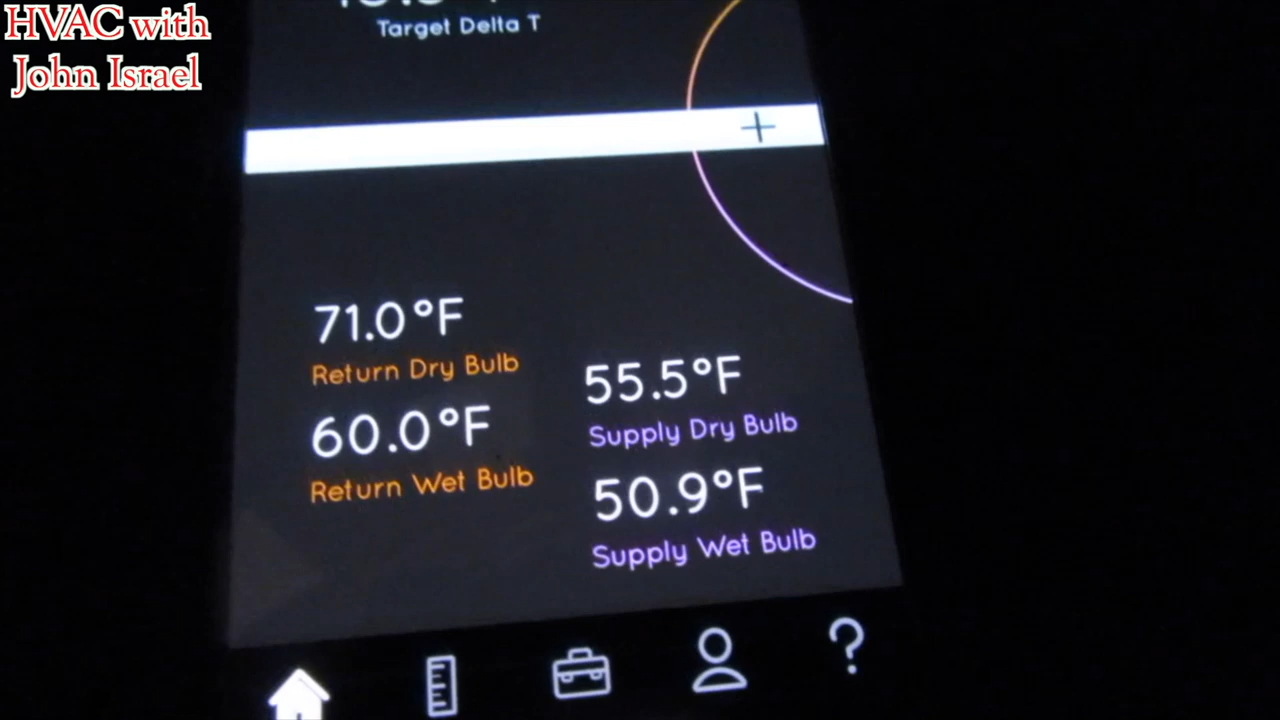 HVAC with
John Israel
Target Delta T
71.0°F
Return Dry Bulb
60.0°F
Return Wet Bulb
55.5°F
Supply Dry Bulb
50.9°F
Supply Wet Bulb